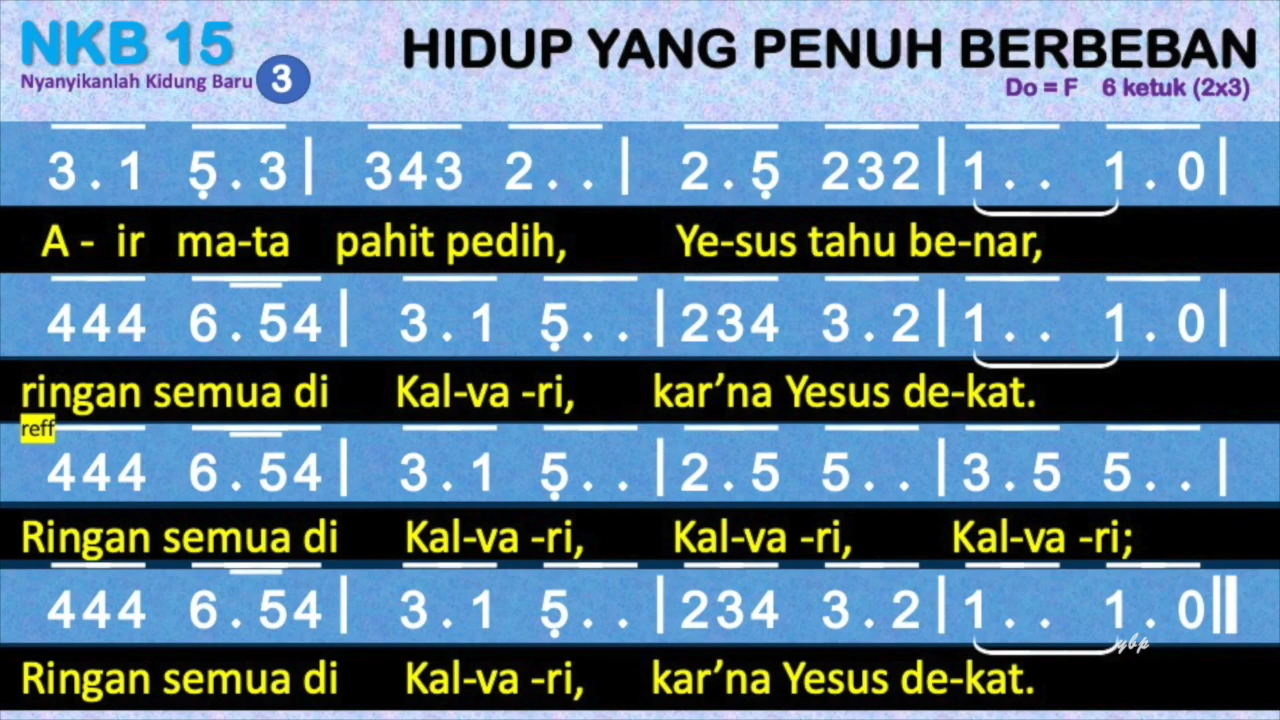 NKB 15
Nyanyikanlah Kidung Baru 3
HIDUP YANG PENUH BERBEBAN
Do = F 6 ketuk (2x3)
3 . 1 5̣ . 3 | 343 2 . . | 2 . 5̣ 232 | 1 . . 1 . 0 |
A - ir ma-ta pahit pedih, Ye-sus tahu be-nar,
444 6 . 54 | 3 . 1 5̣ . . | 234 3 . 2 | 1 . . 1 . 0 |
ringan semua di Kal-va -ri, kar’na Yesus de-kat.
reff
444 6 . 54 | 3 . 1 5̣ . . | 2 . 5 5 . . | 3 . 5 5 . . |
Ringan semua di Kal-va -ri, Kal-va -ri, Kal-va -ri;
444 6 . 54 | 3 . 1 5̣ . . | 234 3 . 2 | 1 . . 1 . 0 ||
ybp
Ringan semua di Kal-va -ri, kar’na Yesus de-kat.